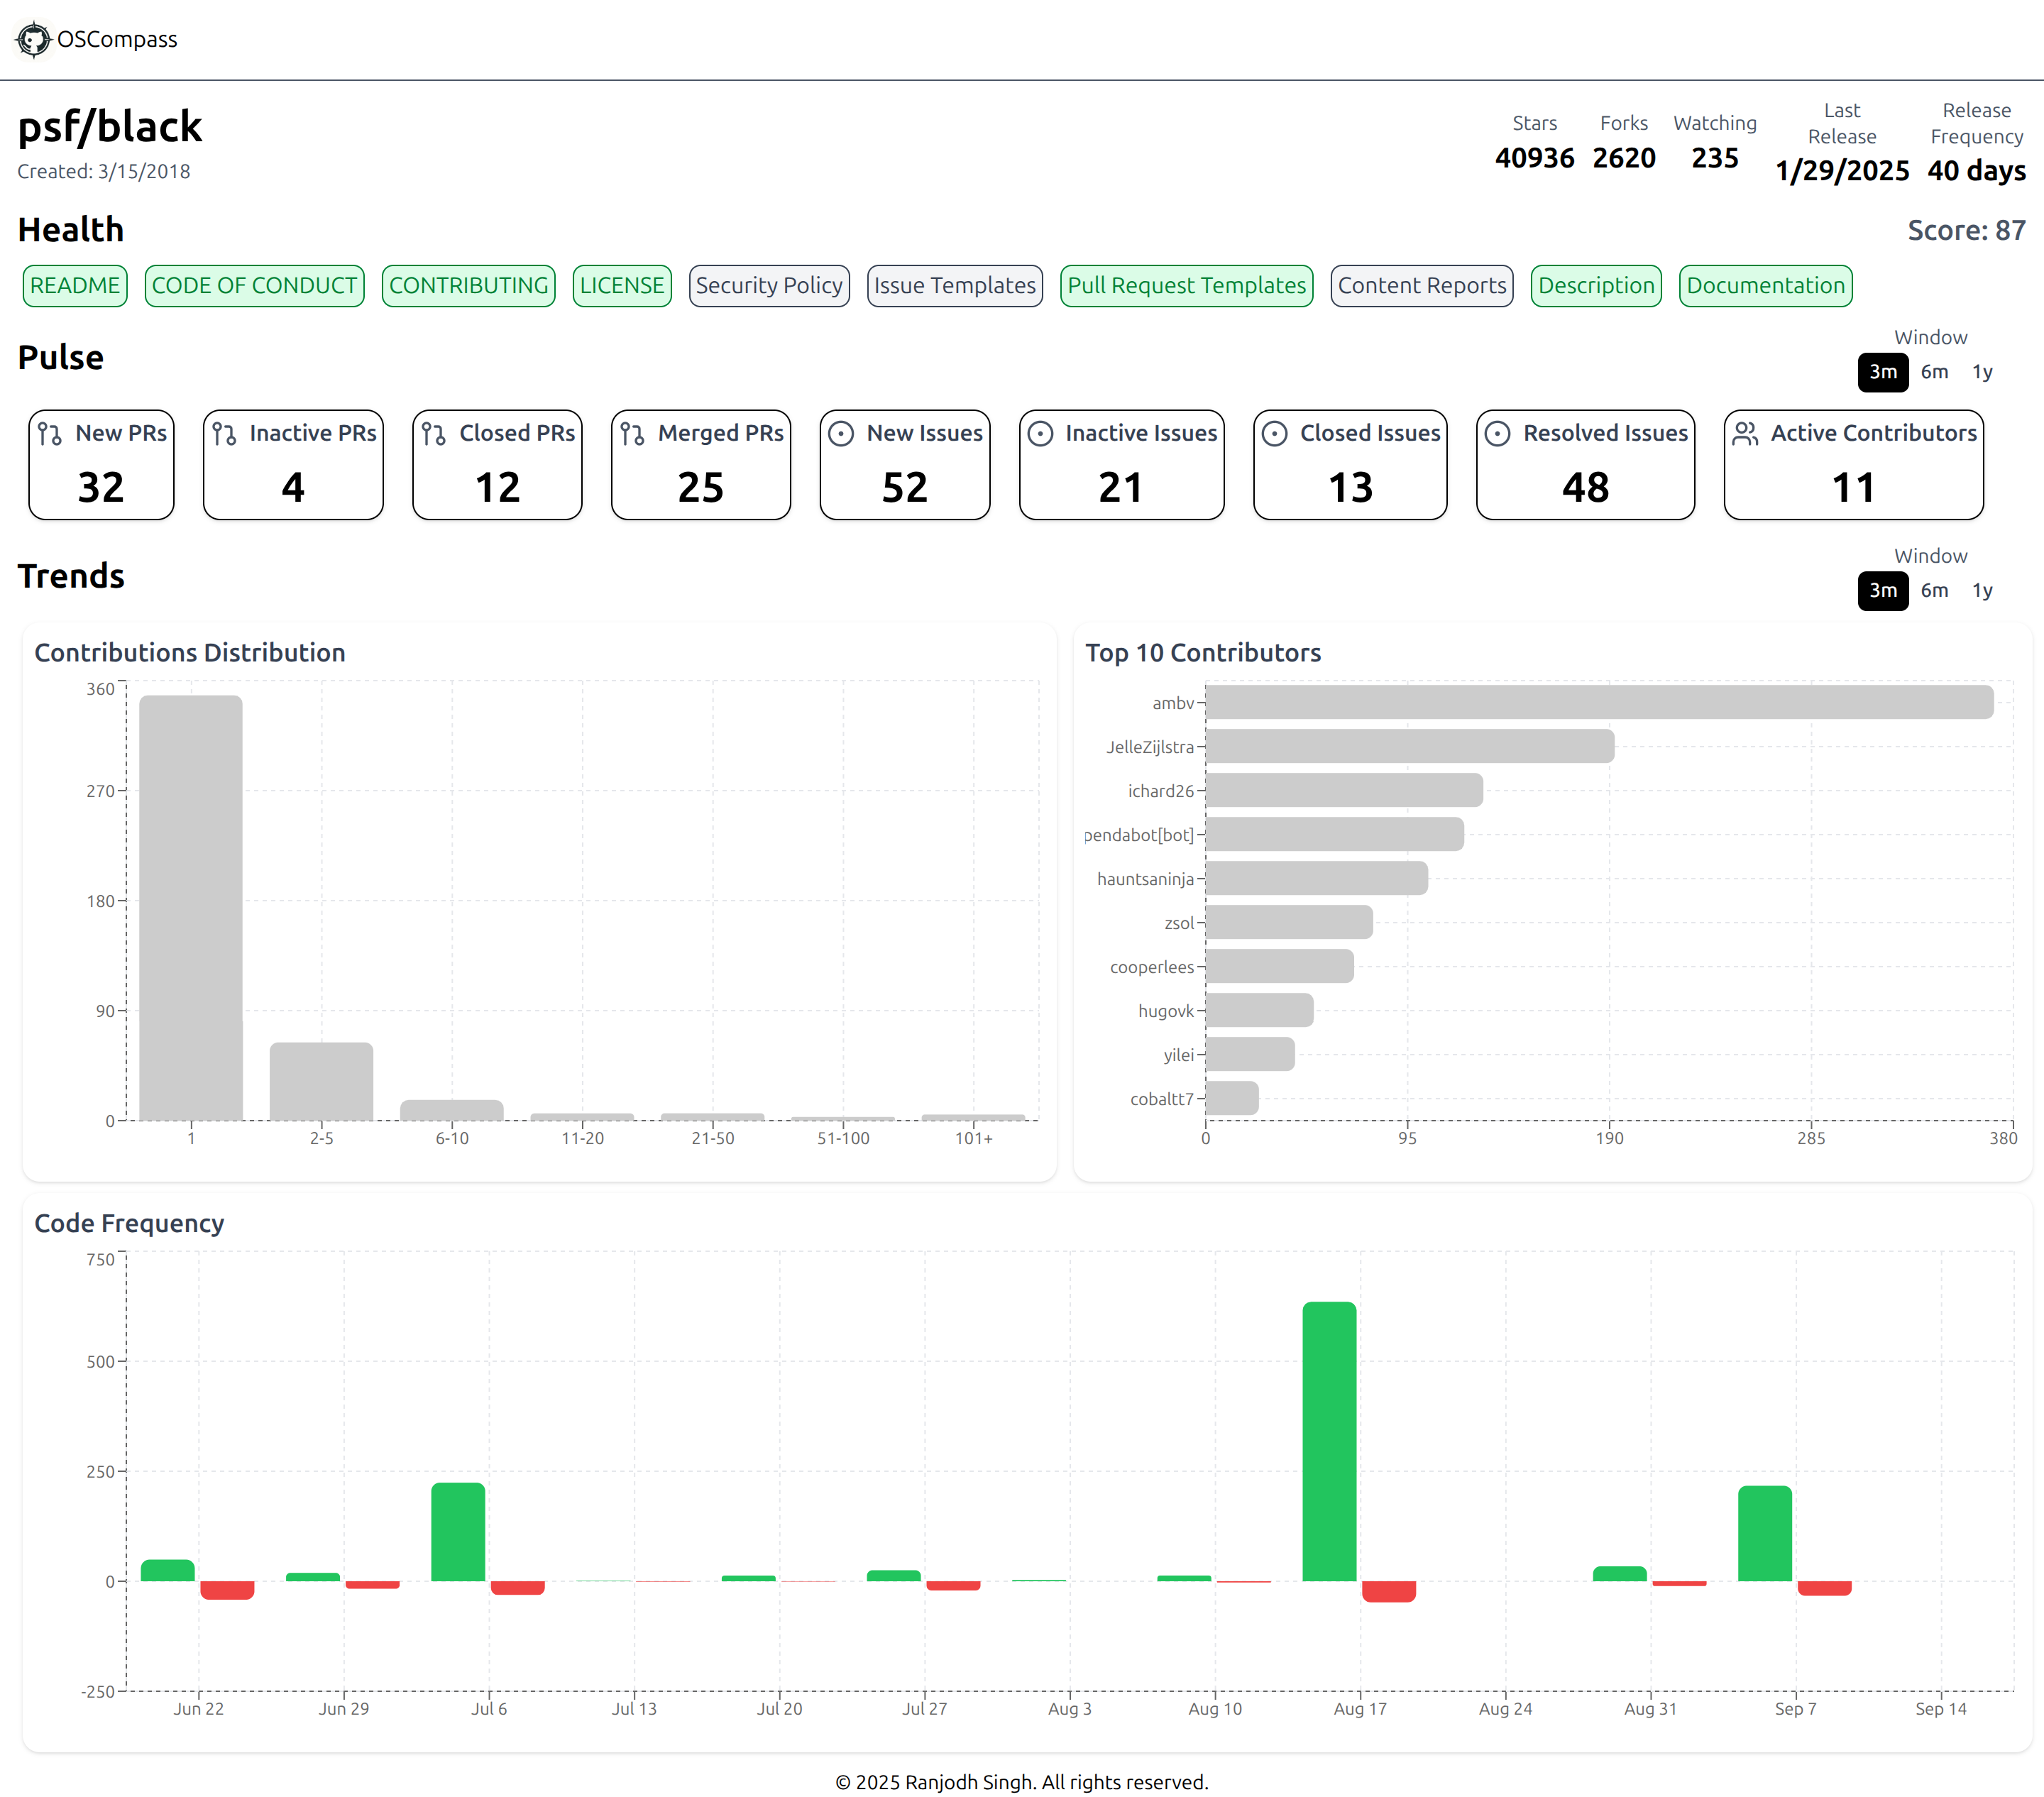 OSCompass
psf/black
Created: 3/15/2018
Stars
40936
Forks
2620
Watching
235
Last
Release
1/29/2025
Release
Frequency
40 days
Health
Score: 87
README CODE OF CONDUCT CONTRIBUTING LICENSE Security Policy Issue Templates Pull Request Templates Content Reports Description Documentation
Pulse
Window
3m 6m 1y
New PRs
32
Inactive PRs
4
Closed PRs
12
Merged PRs
25
New Issues
52
Inactive Issues
21
Closed Issues
13
Resolved Issues
48
Active Contributors
11
Trends
Window
3m 6m 1y
Contributions Distribution
360
270
180
90
0
1 2-5 6-10 11-20 21-50 51-100 101+
Top 10 Contributors
ambv
JelleZijlstra
ichard26
pendabot[bot]
hauntsaninja
zsol
cooperlees
hugovk
yilei
cobaltt7
0 95 190 285 380
Code Frequency
750
500
250
0
-250
Jun 22 Jun 29 Jul 6 Jul 13 Jul 20 Jul 27 Aug 3 Aug 10 Aug 17 Aug 24 Aug 31 Sep 7 Sep 14
© 2025 Ranjodh Singh. All rights reserved.